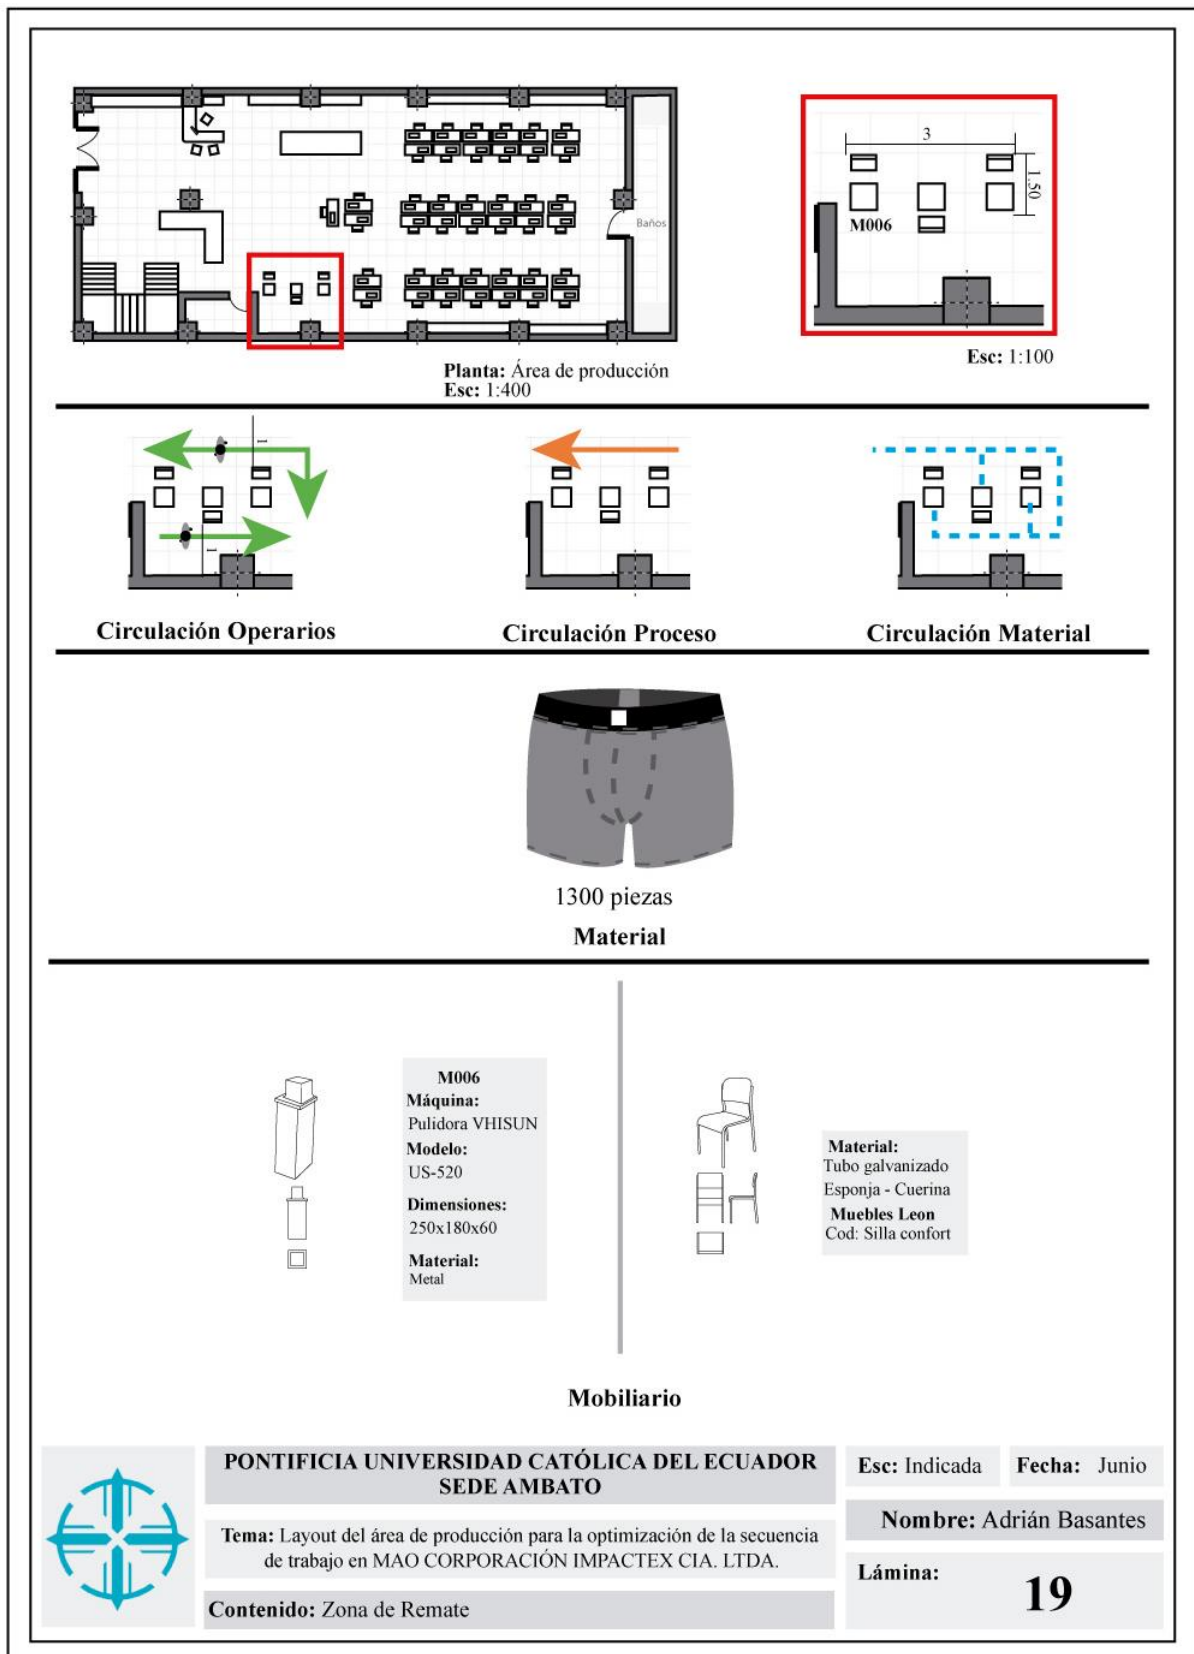 Baños
Planta: Área de producción
Esc: 1:400
3
1.50
M006
Esc: 1:100
1
1
Circulación Operarios
Circulación Proceso
Circulación Material
1300 piezas
Material
M006
Máquina:
Pulidora VHISUN
Modelo:
US-520
Dimensiones:
250x180x60
Material:
Metal
Material:
Tubo galvanizado
Esponja - Cuerina
Muebles Leon
Cod: Silla confort
Mobiliario
PONTIFICIA UNIVERSIDAD CATÓLICA DEL ECUADOR
SEDE AMBATO
Tema: Layout del área de producción para la optimización de la secuencia
de trabajo en MAO CORPORACIÓN IMPACTEX CIA. LTDA.
Contenido: Zona de Remate
Esc: Indicada
Fecha: Junio
Nombre: Adrián Basantes
Lámina:
19